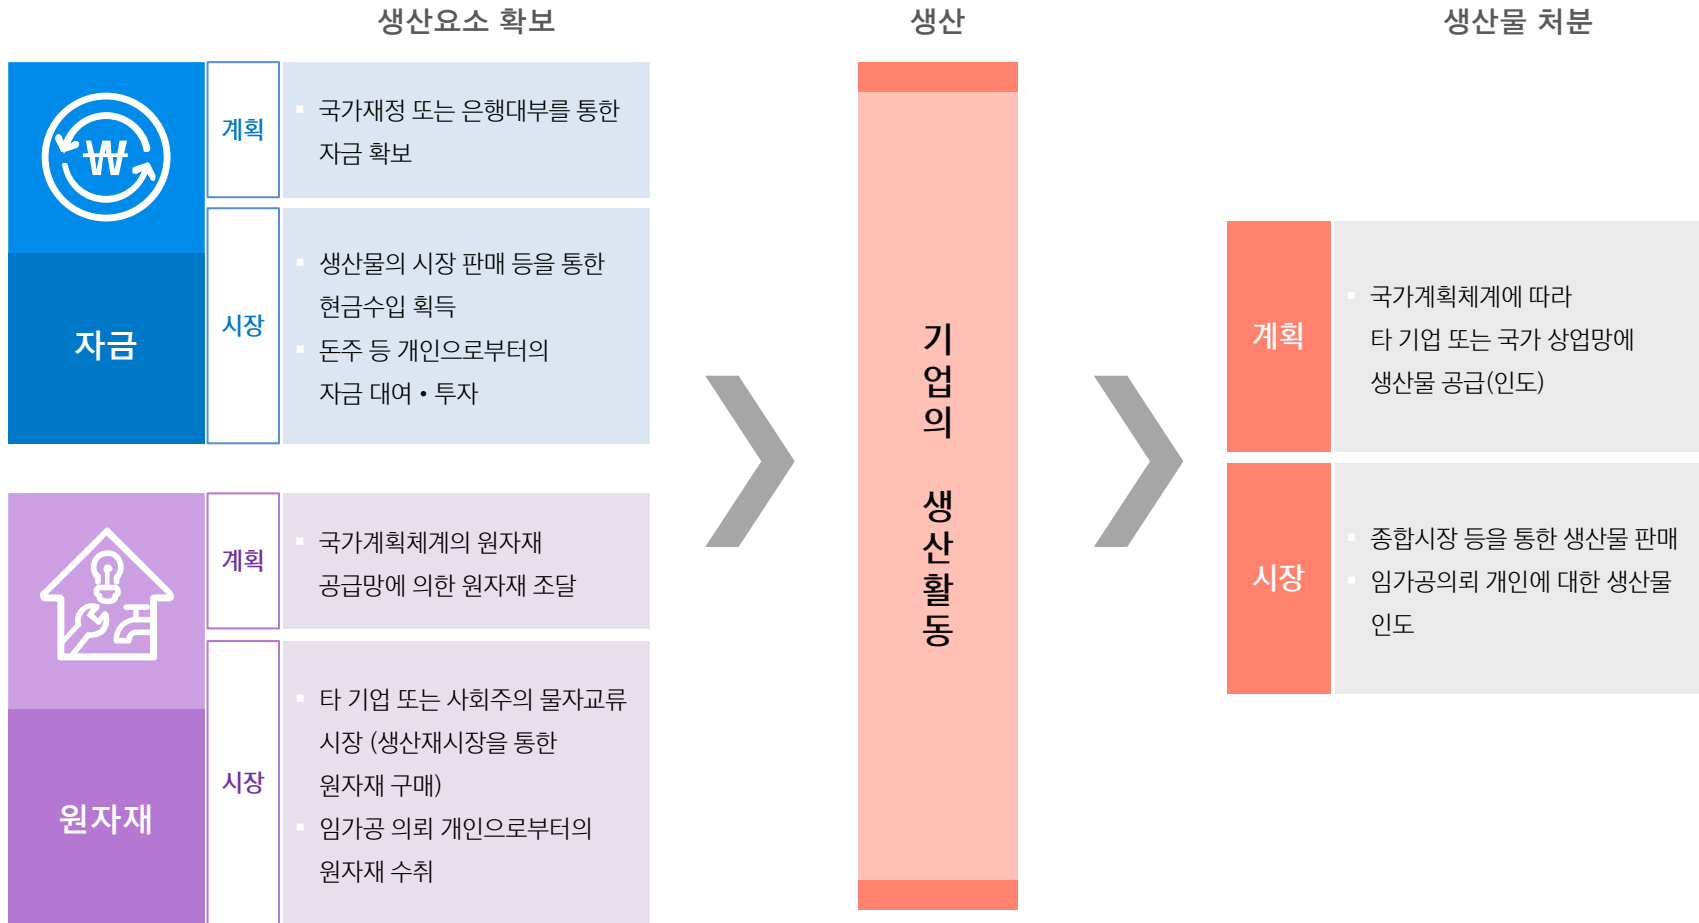 생산요소 확보
생산
생산물 처분
계획
국가재정 또는 은행대부를 통한
자금 확보
자금
시장
생산물의 시장 판매 등을 통한
현금수입 획득
돈주 등 개인으로부터의
자금 대여・투자
원자재
계획
국가계획체계의 원자재
공급망에 의한 원자재 조달
시장
타 기업 또는 사회주의 물자교류
시장 (생산재시장을 통한
원자재 구매)
임가공 의뢰 개인으로부터의
원자재 수취
기업의 생산활동
계획
국가계획체계에 따라
타 기업 또는 국가 상업망에
생산물 공급(인도)
시장
종합시장 등을 통한 생산물 판매
임가공의뢰 개인에 대한 생산물
인도